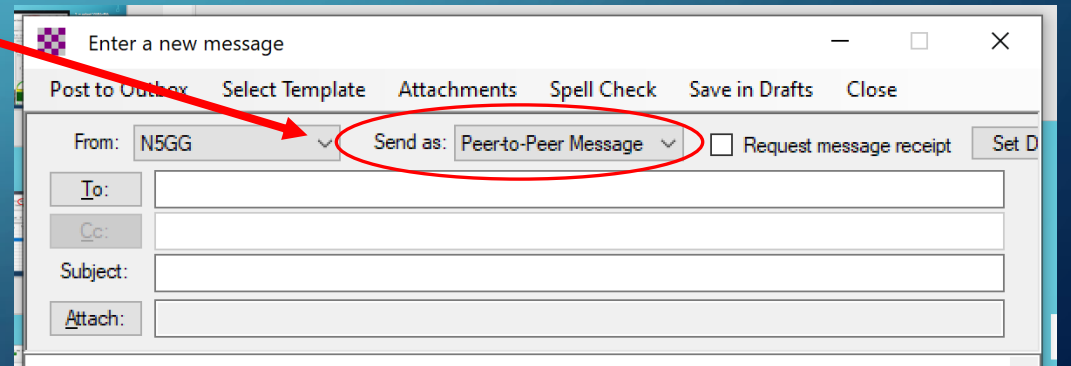 Enter a new message
Post to Outbox Select Template Attachments Spell Check Save in Drafts Close
From: N5GG Send as: Peer-to-Peer Message Request message receipt Set D
To:
Cc:
Subject:
Attach: